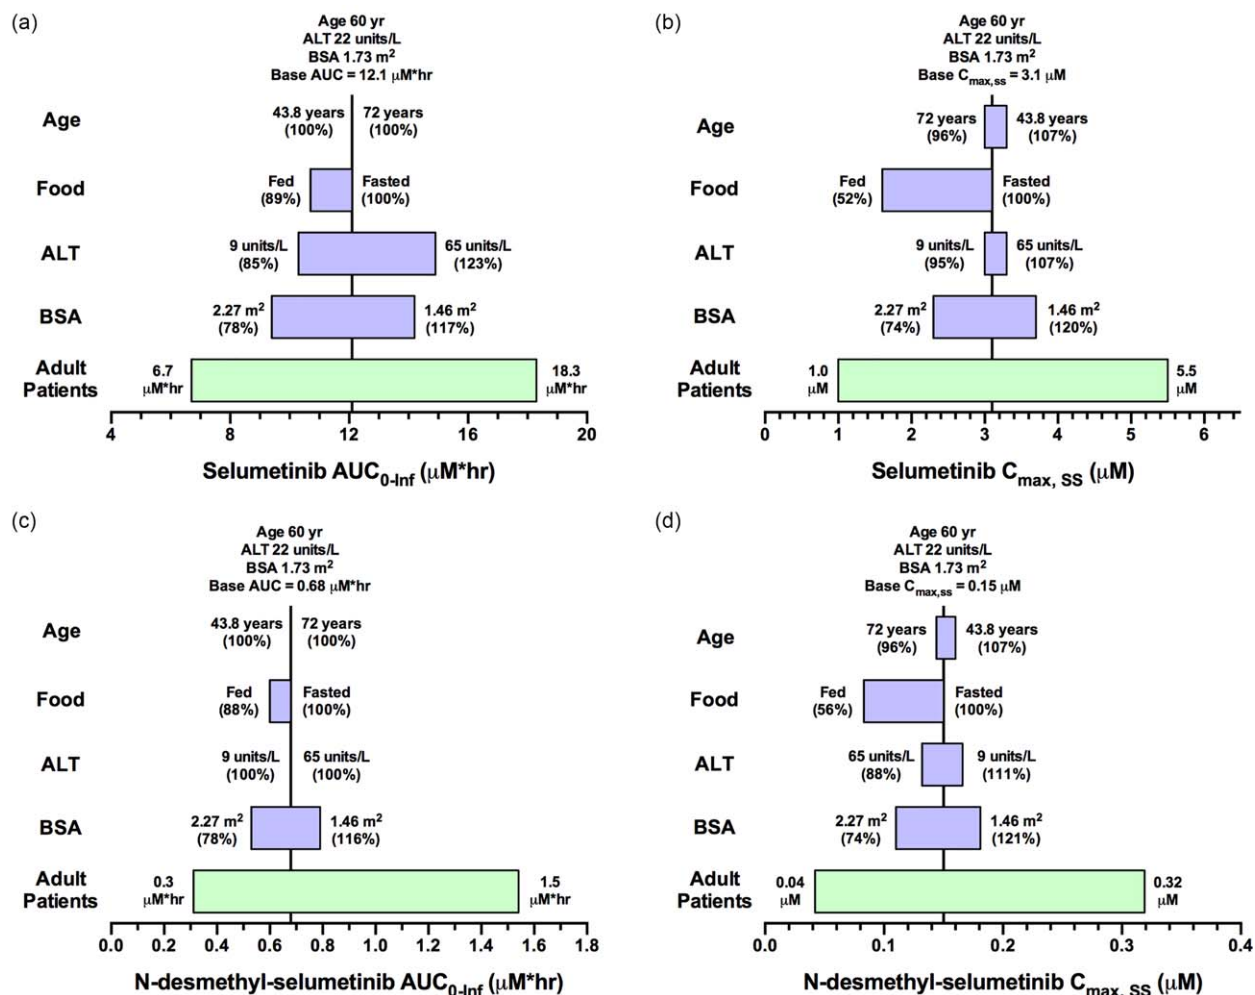 (a)
Age 60 yr
ALT 22 units/L
BSA 1.73 m²
Base AUC = 12.1 μM*hr
Age
43.8 years
(100%)
72 years
(100%)
Food
Fed
(89%)
Fasted
(100%)
ALT
9 units/L
(85%)
65 units/L
(123%)
BSA
2.27 m²
(78%)
1.46 m²
(117%)
Adult
Patients
6.7
μM*hr
18.3
μM*hr
4 8 12 16 20
Selumetinib AUC0-Inf (μM*hr)
(b)
Age 60 yr
ALT 22 units/L
BSA 1.73 m²
Base Cmax,ss = 3.1 μM
Age
72 years
(96%)
43.8 years
(107%)
Food
Fed
(52%)
Fasted
(100%)
ALT
9 units/L
(95%)
65 units/L
(107%)
BSA
2.27 m²
(74%)
1.46 m²
(120%)
Adult
Patients
1.0
μM
5.5
μM
0 1 2 3 4 5 6
Selumetinib Cmax, SS (μM)
(c)
Age 60 yr
ALT 22 units/L
BSA 1.73 m²
Base AUC = 0.68 μM*hr
Age
43.8 years
(100%)
72 years
(100%)
Food
Fed
(88%)
Fasted
(100%)
ALT
9 units/L
(100%)
65 units/L
(100%)
BSA
2.27 m²
(78%)
1.46 m²
(116%)
Adult
Patients
0.3
μM*hr
1.5
μM*hr
0.0 0.2 0.4 0.6 0.8 1.0 1.2 1.4 1.6 1.8
N-desmethyl-selumetinib AUC0-Inf (μM*hr)
(d)
Age 60 yr
ALT 22 units/L
BSA 1.73 m²
Base Cmax,ss = 0.15 μM
Age
72 years
(96%)
43.8 years
(107%)
Food
Fed
(56%)
Fasted
(100%)
ALT
65 units/L
(88%)
9 units/L
(111%)
BSA
2.27 m²
(74%)
1.46 m²
(121%)
Adult
Patients
0.04
μM
0.32
μM
0.0 0.1 0.2 0.3 0.4
N-desmethyl-selumetinib Cmax, SS (μM)